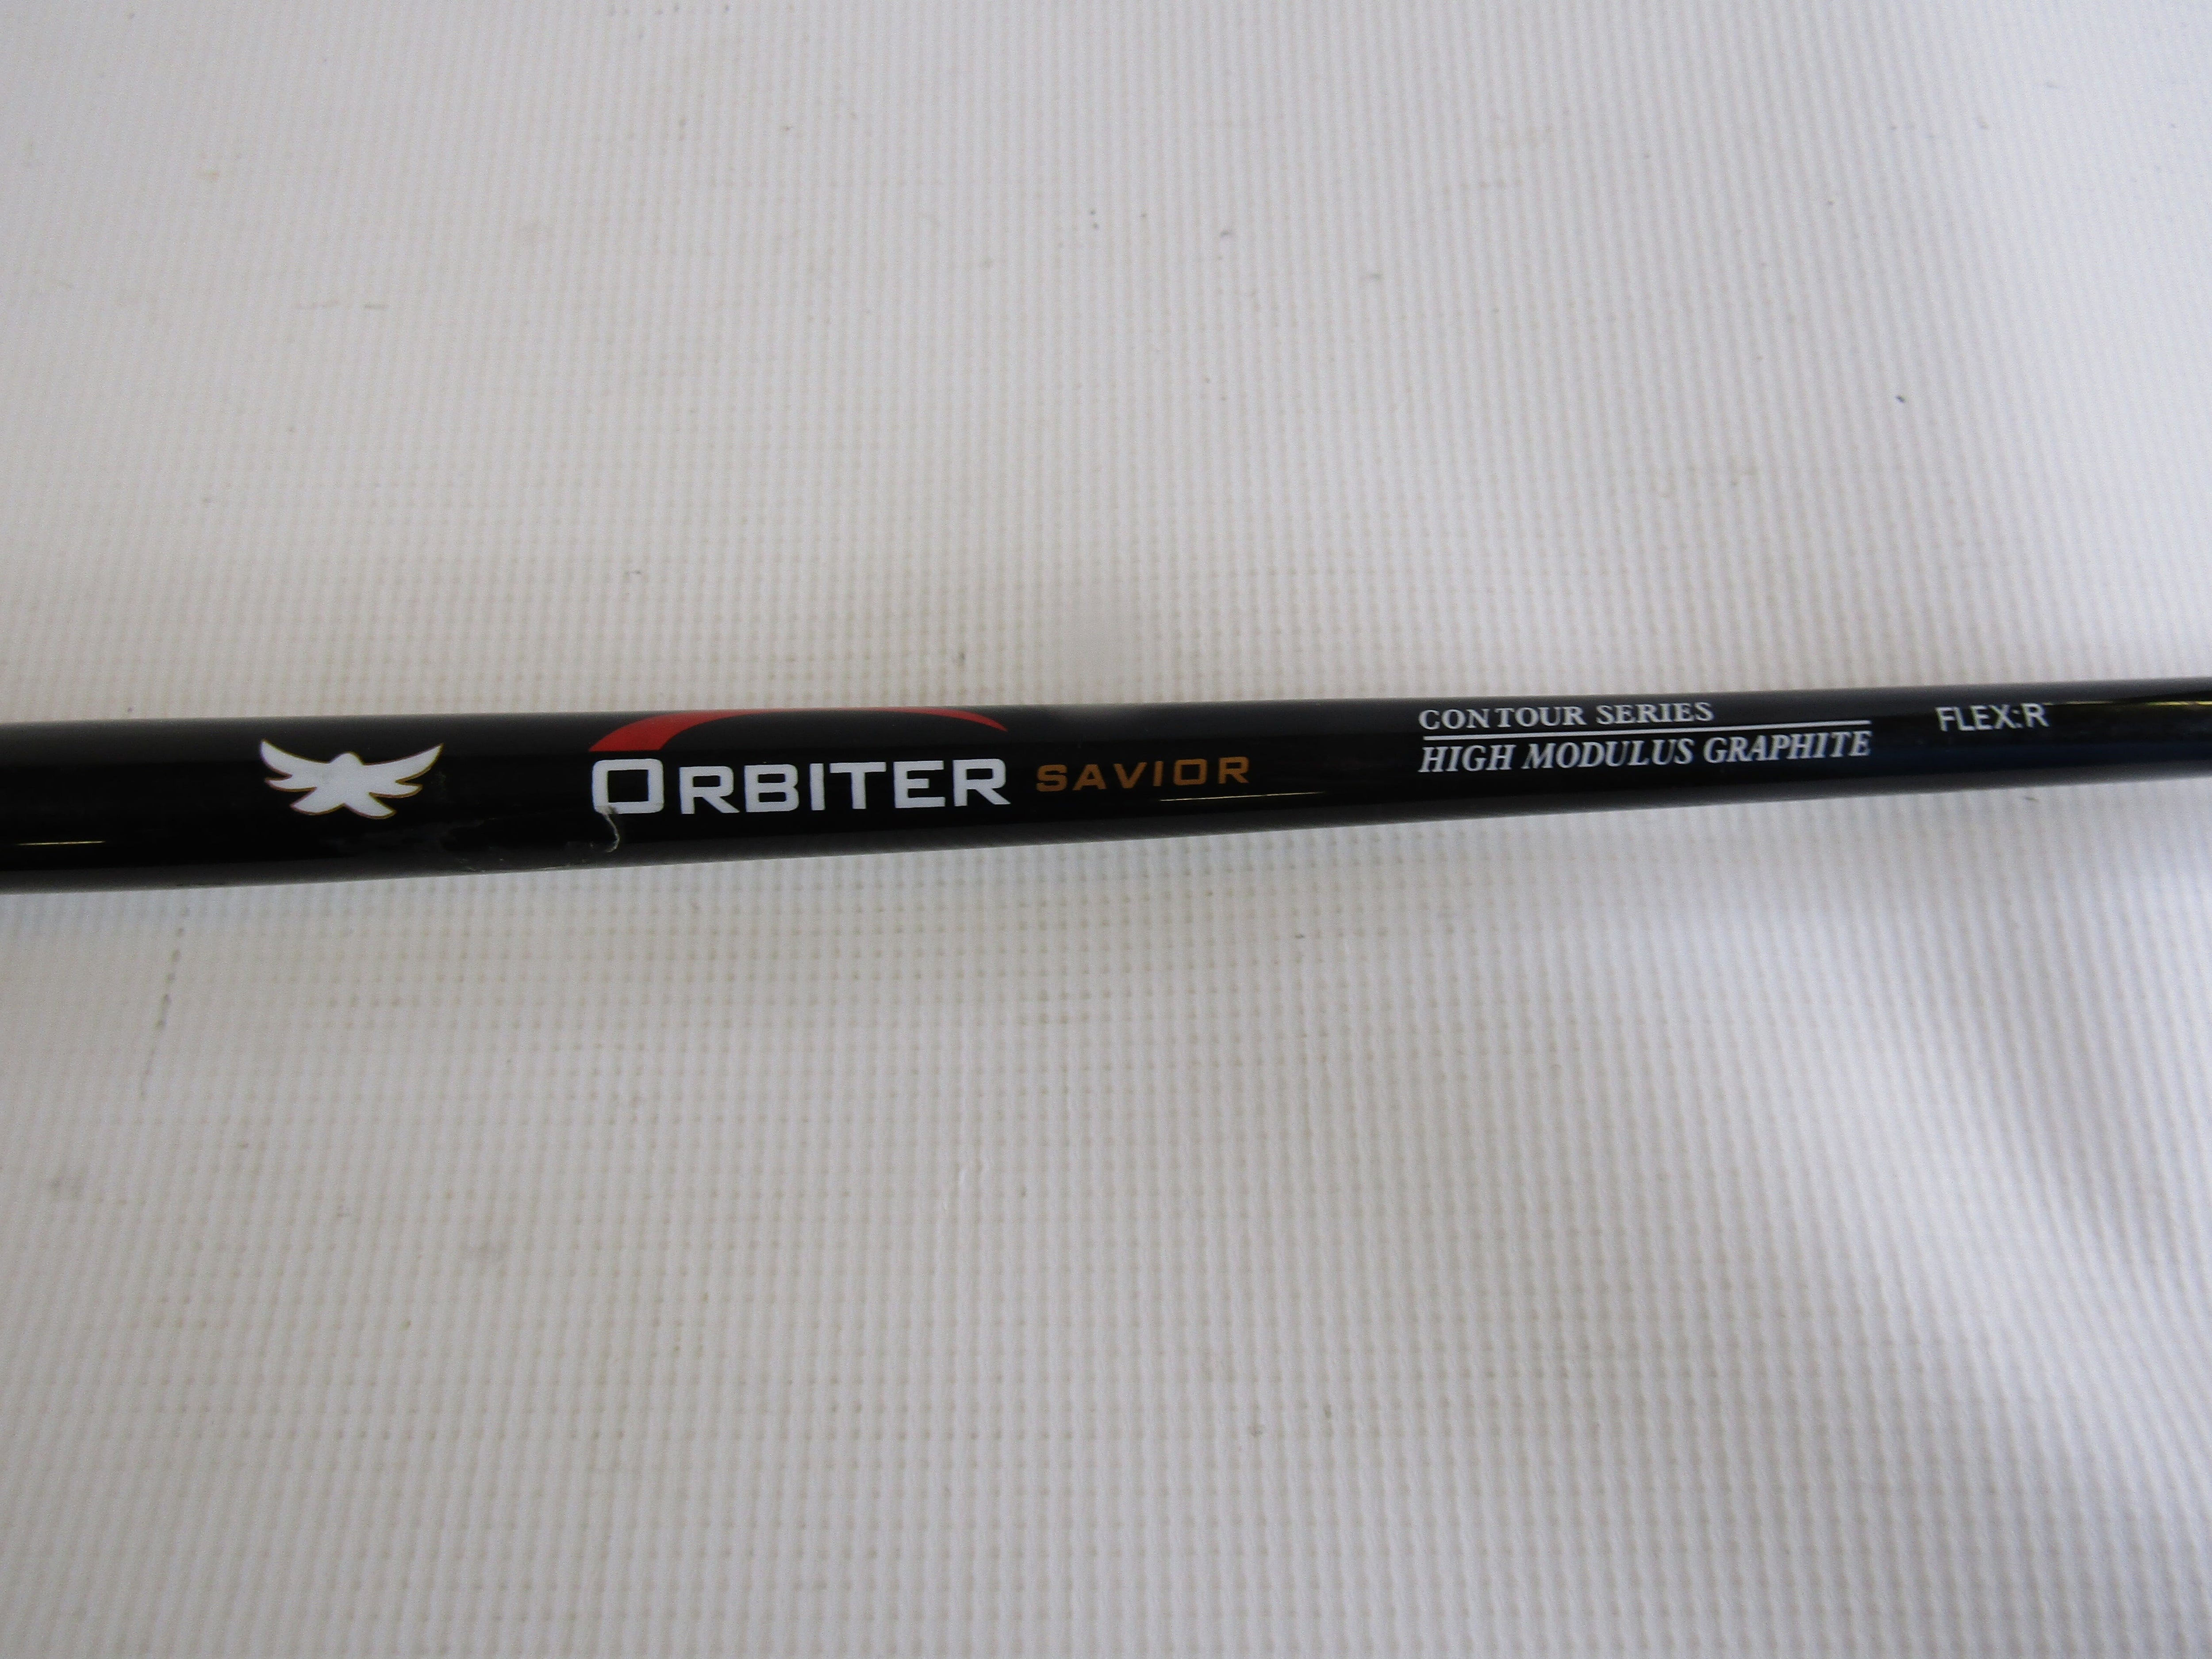 ORBITER SAVIOR
CONTOUR SERIES
HIGH MODULUS GRAPHITE
FLEX:R